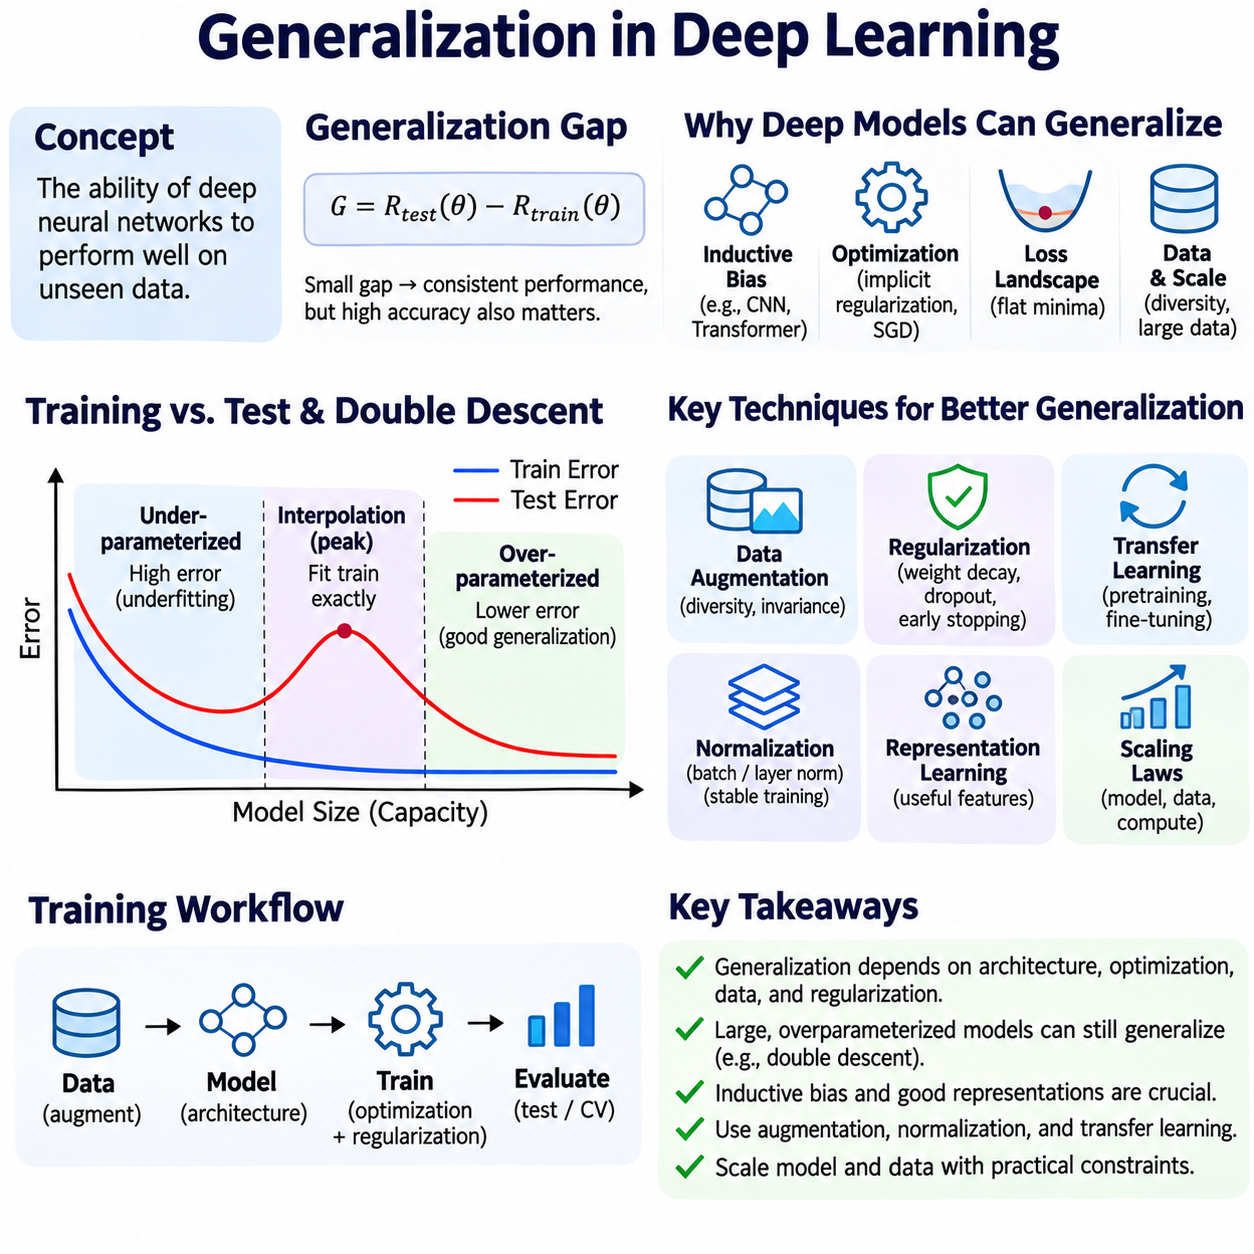 Generalization in Deep Learning
Concept
The ability of deep
neural networks to
perform well on
unseen data.
Generalization Gap
G = R_test(θ) − R_train(θ)
Small gap → consistent performance,
but high accuracy also matters.
Why Deep Models Can Generalize
Inductive
Bias
(e.g., CNN,
Transformer)
Optimization
(implicit
regularization,
SGD)
Loss
Landscape
(flat minima)
Data
& Scale
(diversity,
large data)
Training vs. Test & Double Descent
Train Error
Test Error
Under-
parameterized
High error
(underfitting)
Interpolation
(peak)
Fit train
exactly
Over-
parameterized
Lower error
(good generalization)
Error
Model Size (Capacity)
Key Techniques for Better Generalization
Data
Augmentation
(diversity, invariance)
Regularization
(weight decay,
dropout,
early stopping)
Transfer
Learning
(pretraining,
fine-tuning)
Normalization
(batch / layer norm)
(stable training)
Representation
Learning
(useful features)
Scaling
Laws
(model, data,
compute)
Training Workflow
Data
(augment)
Model
(architecture)
Train
(optimization
+ regularization)
Evaluate
(test / CV)
Key Takeaways
Generalization depends on architecture, optimization,
data, and regularization.
Large, overparameterized models can still generalize
(e.g., double descent).
Inductive bias and good representations are crucial.
Use augmentation, normalization, and transfer learning.
Scale model and data with practical constraints.